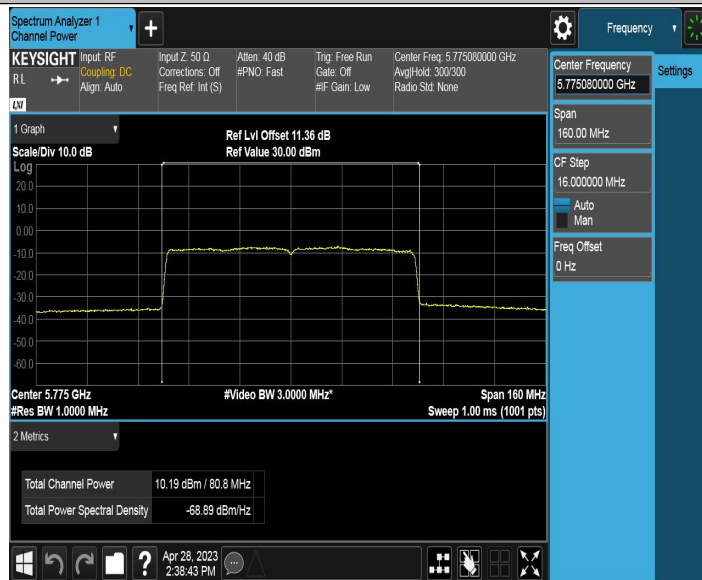 Spectrum Analyzer 1
Channel Power
Frequency
KEYSIGHT
RL
LXI
Input: RF
Coupling: DC
Align: Auto
Input Z: 50 Ω
Corrections: Off
Freq Ref: Int (S)
Atten: 40 dB
#PNO: Fast
Trig: Free Run
Gate: Off
#IF Gain: Low
Center Freq: 5.775080000 GHz
Avg|Hold: 300/300
Radio Std: None
Center Frequency
5.775080000 GHz
Settings
Span
160.00 MHz
CF Step
16.000000 MHz
Auto
Man
Freq Offset
0 Hz
1 Graph
Scale/Div 10.0 dB
Ref Lvl Offset 11.36 dB
Ref Value 30.00 dBm
Log
20.0
10.0
0.00
-10.0
-20.0
-30.0
-40.0
-50.0
-60.0
Center 5.775 GHz
#Video BW 3.0000 MHz*
Span 160 MHz
#Res BW 1.0000 MHz
Sweep 1.00 ms (1001 pts)
2 Metrics
Total Channel Power 10.19 dBm / 80.8 MHz
Total Power Spectral Density -68.89 dBm/Hz
?
Apr 28, 2023
2:38:43 PM